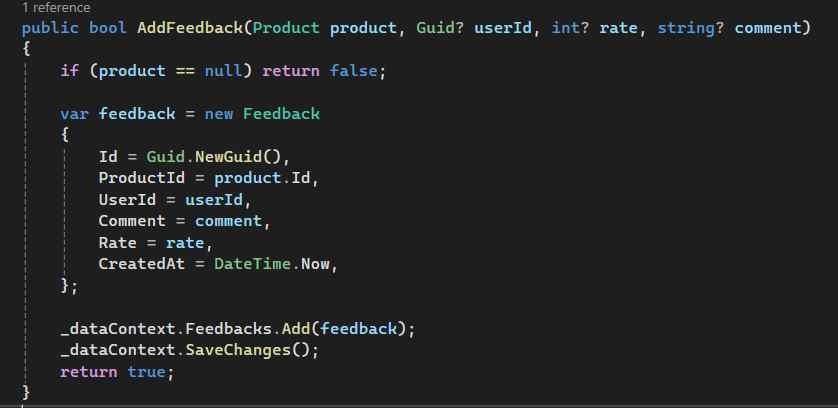 1 reference
public bool AddFeedback(Product product, Guid? userId, int? rate, string? comment)
{
if (product == null) return false;
var feedback = new Feedback
{
Id = Guid.NewGuid(),
ProductId = product.Id,
UserId = userId,
Comment = comment,
Rate = rate,
CreatedAt = DateTime.Now,
};
_dataContext.Feedbacks.Add(feedback);
_dataContext.SaveChanges();
return true;
}